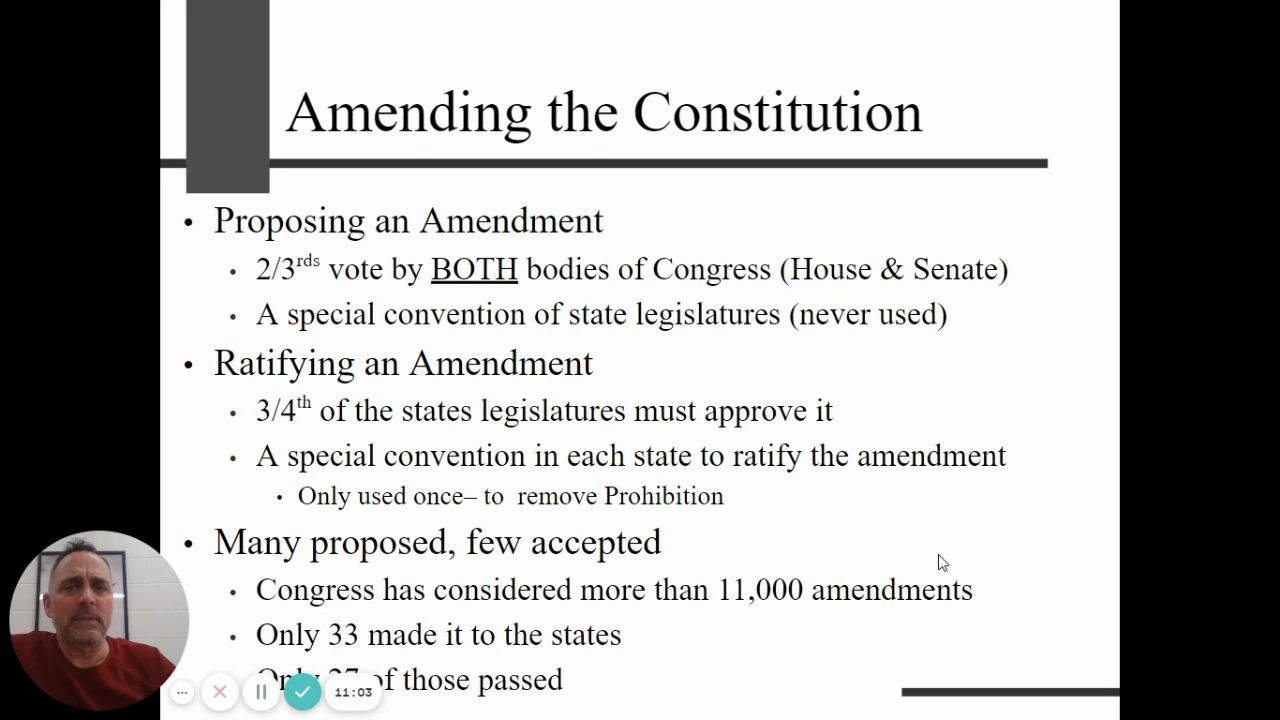 Amending the Constitution
• Proposing an Amendment
• 2/3rds vote by BOTH bodies of Congress (House & Senate)
• A special convention of state legislatures (never used)
• Ratifying an Amendment
• 3/4th of the states legislatures must approve it
• A special convention in each state to ratify the amendment
• Only used once– to remove Prohibition
• Many proposed, few accepted
• Congress has considered more than 11,000 amendments
• Only 33 made it to the states
Only 27 of those passed
11:03